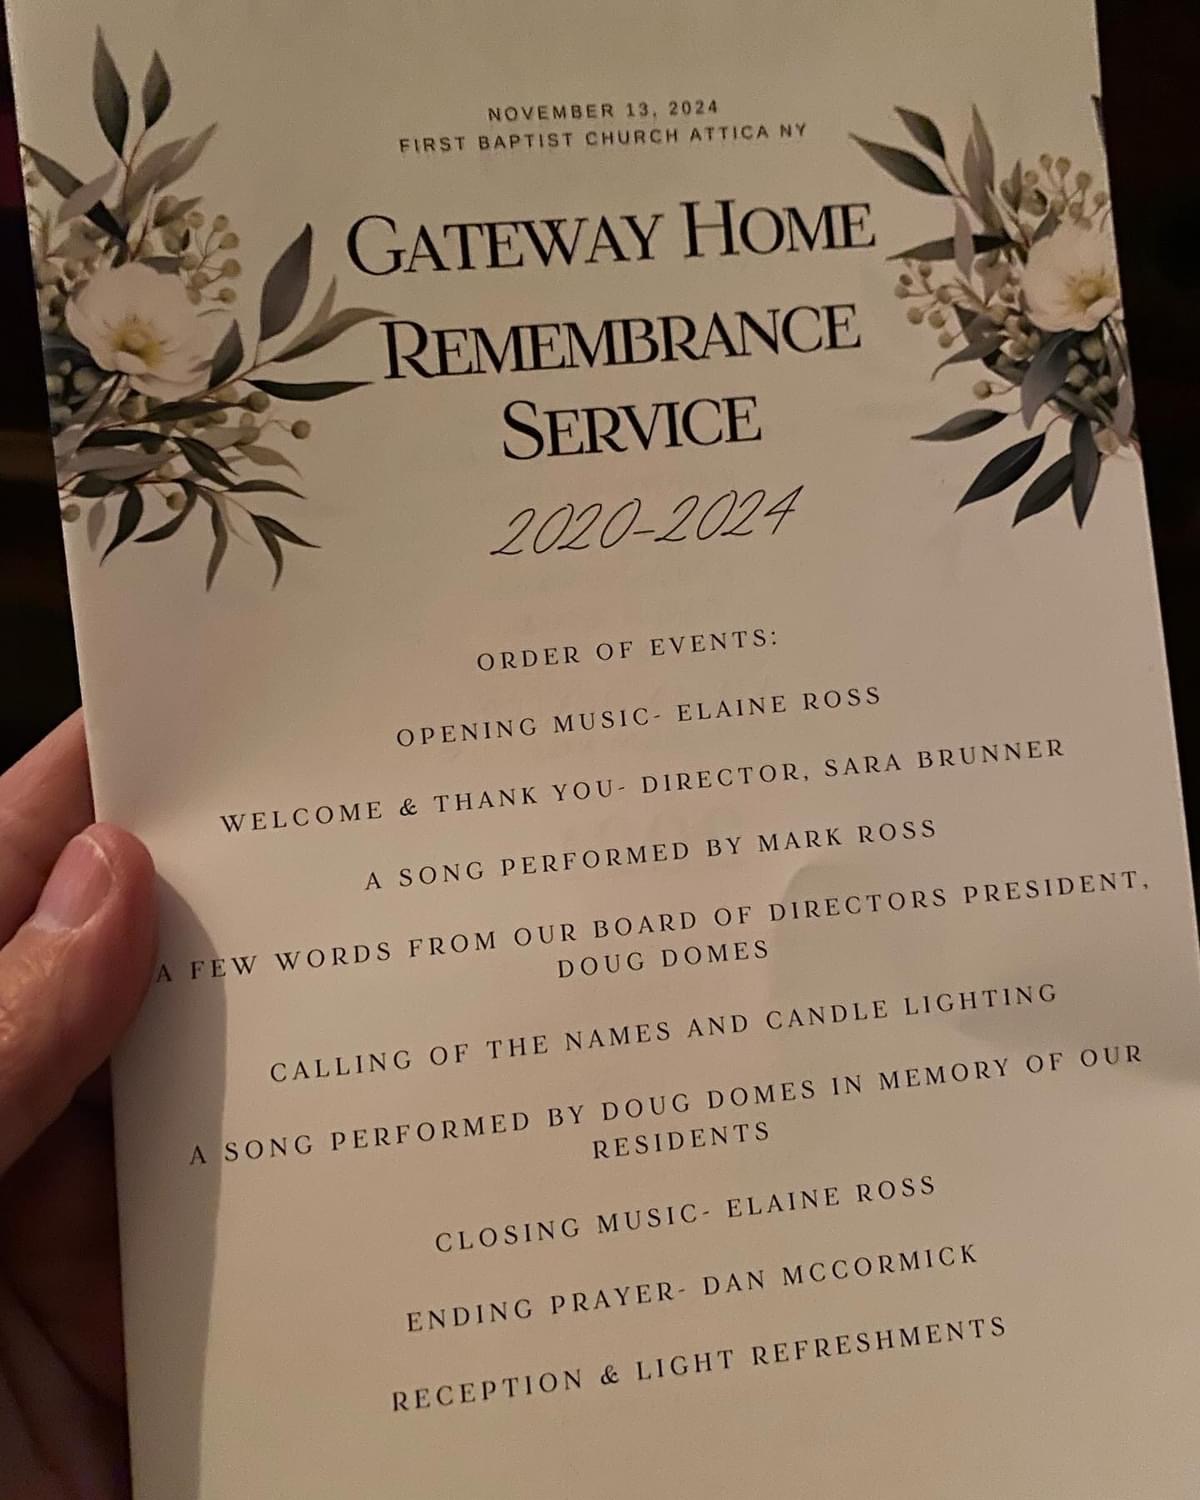 NOVEMBER 13, 2024
FIRST BAPTIST CHURCH ATTICA NY
GATEWAY HOME
REMEMBRANCE
SERVICE
2020-2024
ORDER OF EVENTS:
OPENING MUSIC- ELAINE ROSS
WELCOME & THANK YOU- DIRECTOR, SARA BRUNNER
A SONG PERFORMED BY MARK ROSS
A FEW WORDS FROM OUR BOARD OF DIRECTORS PRESIDENT,
DOUG DOMES
CALLING OF THE NAMES AND CANDLE LIGHTING
A SONG PERFORMED BY DOUG DOMES IN MEMORY OF OUR
RESIDENTS
CLOSING MUSIC- ELAINE ROSS
ENDING PRAYER- DAN MCCORMICK
RECEPTION & LIGHT REFRESHMENTS